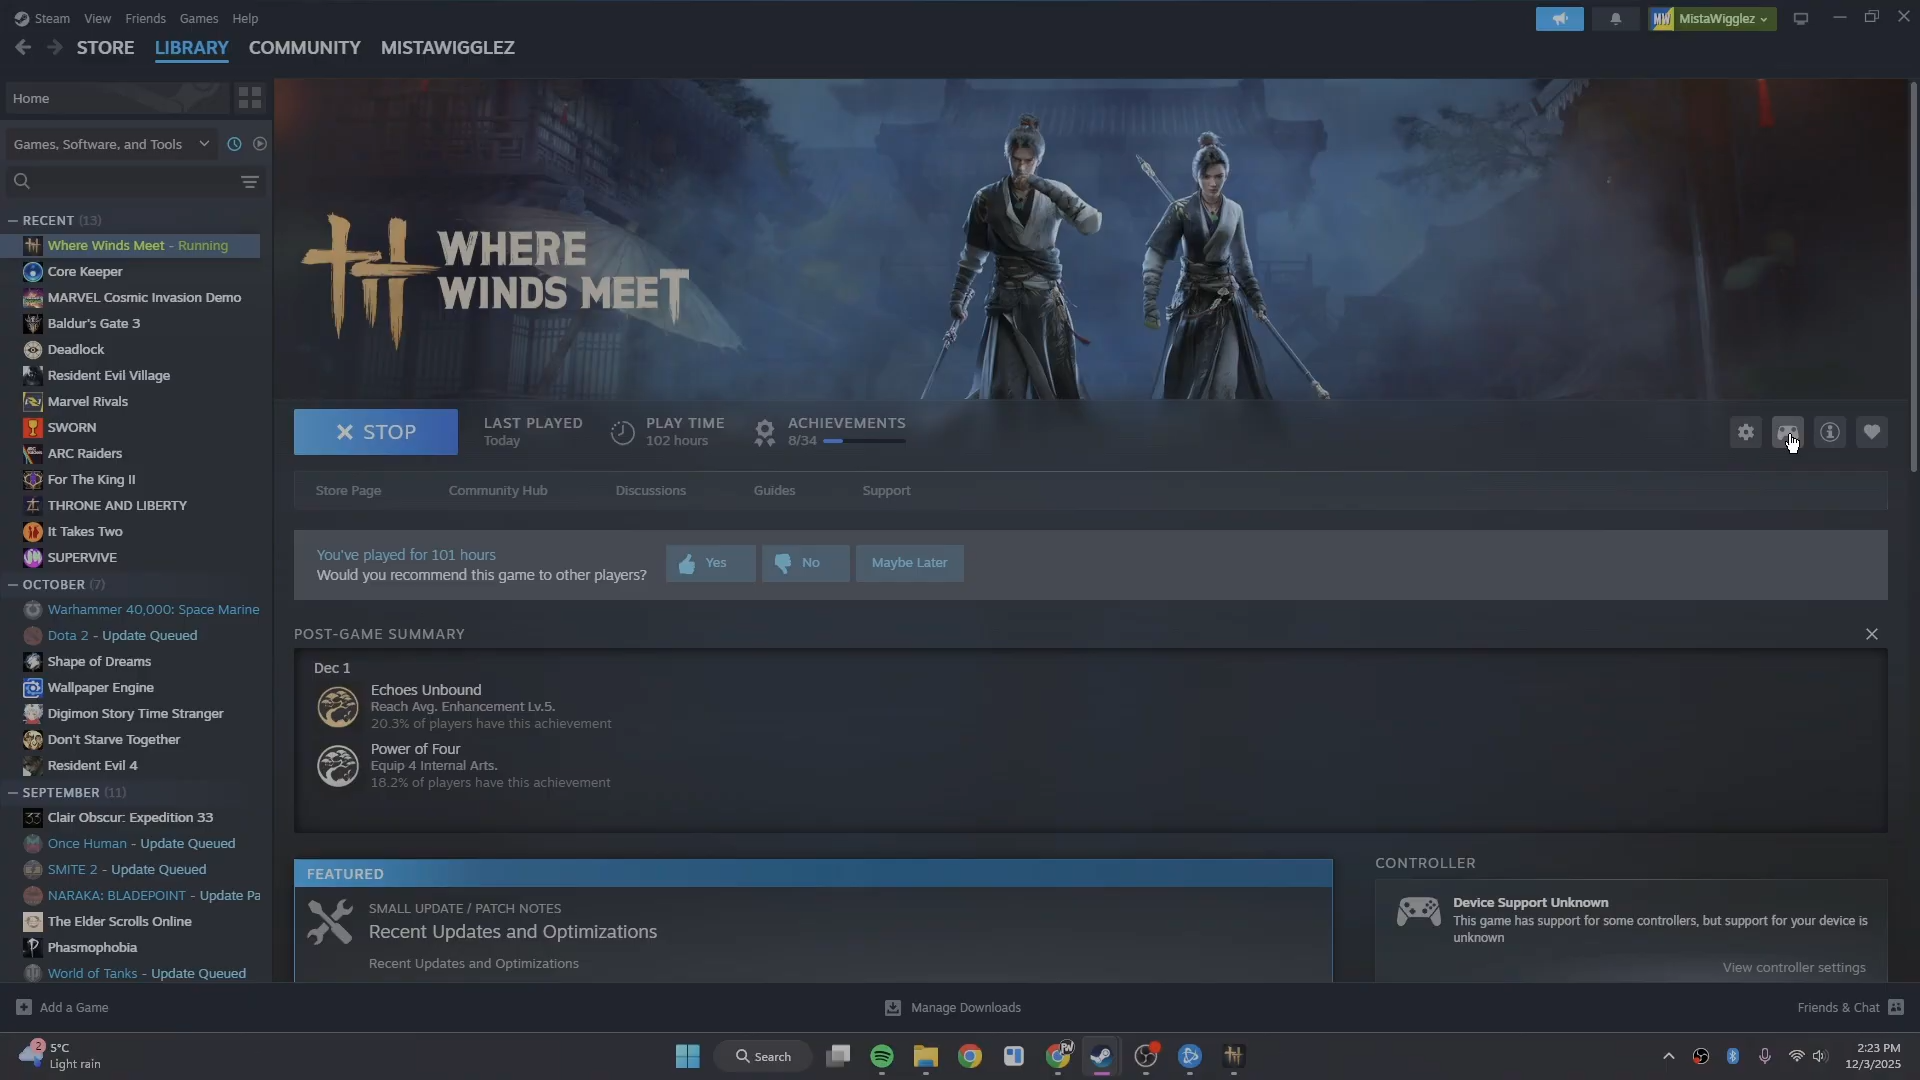 Steam View Friends Games Help
MW MistaWigglez
STORE LIBRARY COMMUNITY MISTAWIGGLEZ
Home
Games, Software, and Tools
RECENT (13)
Where Winds Meet - Running
Core Keeper
MARVEL Cosmic Invasion Demo
Baldur's Gate 3
Deadlock
Resident Evil Village
Marvel Rivals
SWORN
ARC Raiders
For The King II
THRONE AND LIBERTY
It Takes Two
SUPERVIVE
OCTOBER (7)
Warhammer 40,000: Space Marine
Dota 2 - Update Queued
Shape of Dreams
Wallpaper Engine
Digimon Story Time Stranger
Don't Starve Together
Resident Evil 4
SEPTEMBER (11)
Clair Obscur: Expedition 33
Once Human - Update Queued
SMITE 2 - Update Queued
NARAKA: BLADEPOINT - Update Pa
The Elder Scrolls Online
Phasmophobia
World of Tanks - Update Queued
WHERE
WINDS MEET
STOP
LAST PLAYED
Today
PLAY TIME
102 hours
ACHIEVEMENTS
8/34
Store Page Community Hub Discussions Guides Support
You've played for 101 hours
Would you recommend this game to other players?
Yes No Maybe Later
POST-GAME SUMMARY
Dec 1
Echoes Unbound
Reach Avg. Enhancement Lv.5.
20.3% of players have this achievement
Power of Four
Equip 4 Internal Arts.
18.2% of players have this achievement
FEATURED
SMALL UPDATE / PATCH NOTES
Recent Updates and Optimizations
Recent Updates and Optimizations
CONTROLLER
Device Support Unknown
This game has support for some controllers, but support for your device is
unknown
View controller settings
Add a Game
Manage Downloads
Friends & Chat
2
5°C
Light rain
Search
2:23 PM
12/3/2025